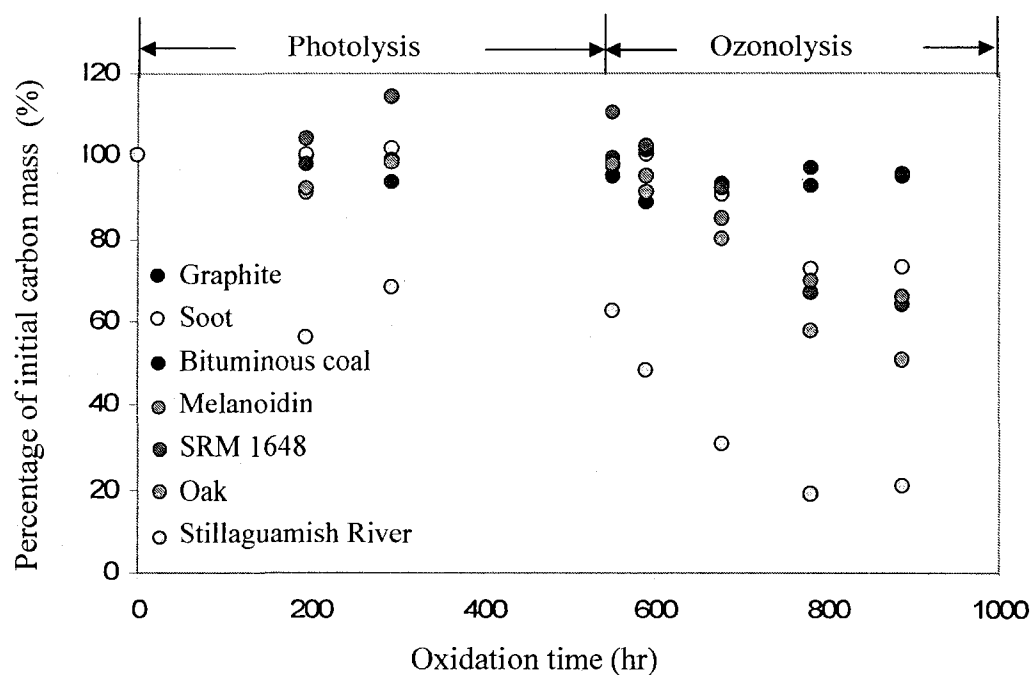 Photolysis
Ozonolysis
Percentage of initial carbon mass (%)
120
100
80
60
40
20
0
Graphite
Soot
Bituminous coal
Melanoidin
SRM 1648
Oak
Stillaguamish River
0 200 400 600 800 1000
Oxidation time (hr)